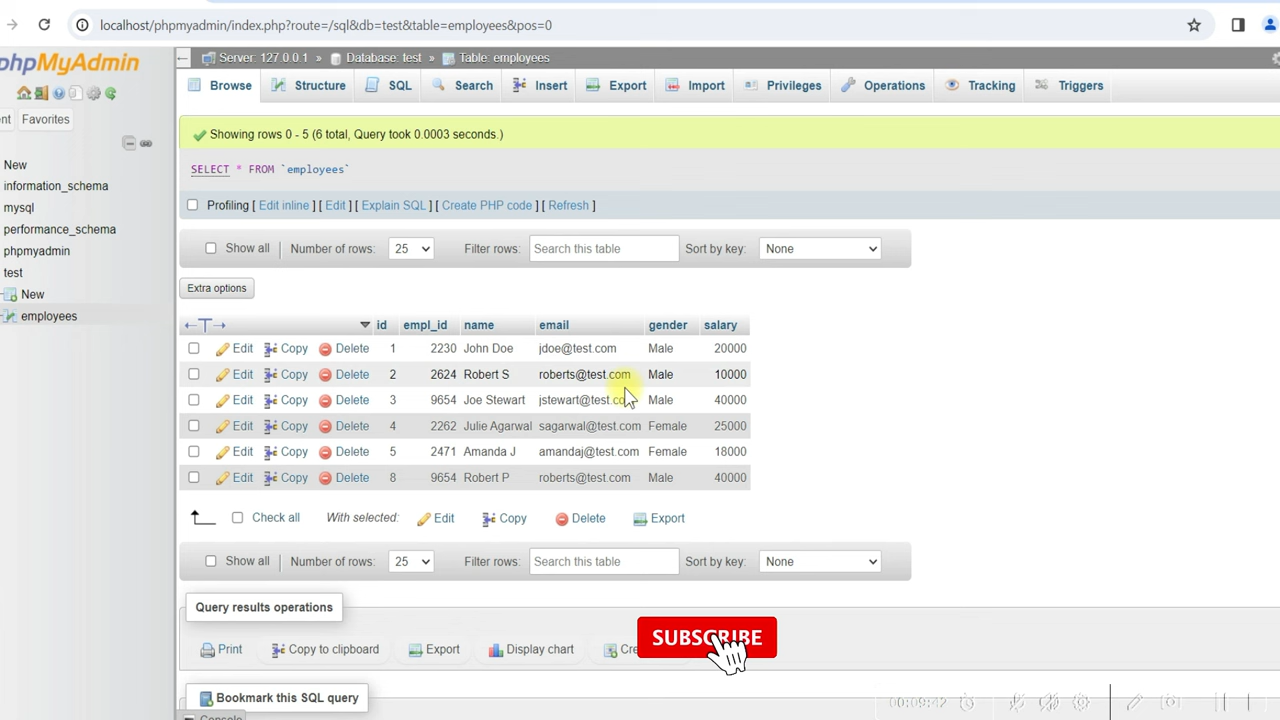 localhost/phpmyadmin/index.php?route=/sql&db=test&table=employees&pos=0
phpMyAdmin
Server: 127.0.0.1 » Database: test » Table: employees
Browse Structure SQL Search Insert Export Import Privileges Operations Tracking Triggers
Favorites
Showing rows 0 - 5 (6 total, Query took 0.0003 seconds.)
New
SELECT * FROM `employees`
information_schema
mysql
Profiling [ Edit inline ] [ Edit ] [ Explain SQL ] [ Create PHP code ] [ Refresh ]
performance_schema
phpmyadmin
Show all Number of rows: 25 Filter rows: Search this table Sort by key: None
test
New
Extra options
employees
id empl_id name email gender salary
Edit Copy Delete 1 2230 John Doe jdoe@test.com Male 20000
Edit Copy Delete 2 2624 Robert S roberts@test.com Male 10000
Edit Copy Delete 3 9654 Joe Stewart Male 40000
Edit Copy Delete 4 2262 Julie Agarwal sagarwal@test.com Female 25000
Edit Copy Delete 5 2471 Amanda J amandaj@test.com Female 18000
Edit Copy Delete 8 9654 Robert P roberts@test.com Male 40000
Check all With selected: Edit Copy Delete Export
Show all Number of rows: 25 Filter rows: Search this table Sort by key: None
Query results operations
SUBSCRIBE
Print Copy to clipboard Export Display chart
Bookmark this SQL query
00:09:42
Console